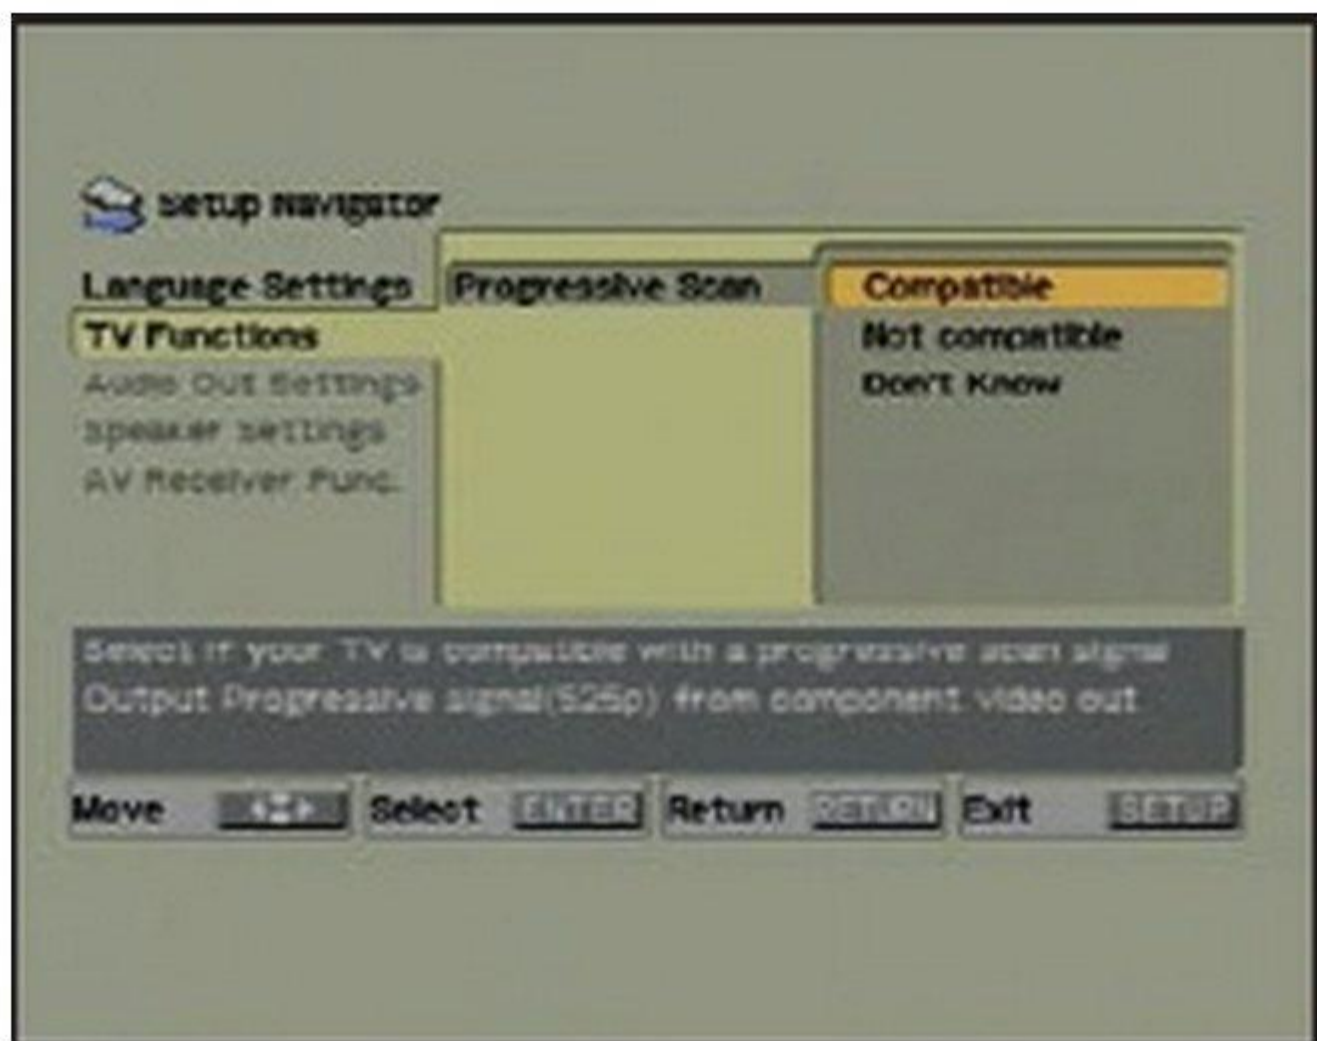 Setup Navigator
Language Settings
Progressive Scan
Compatible
TV Functions
Not compatible
Don't Know
Audio Out Settings
Speaker Settings
AV Receiver Func.
Select if your TV is compatible with a progressive scan signal
Output Progressive signal(525p) from component video out
Move
Select ENTER
Return RETURN
Exit SETUP